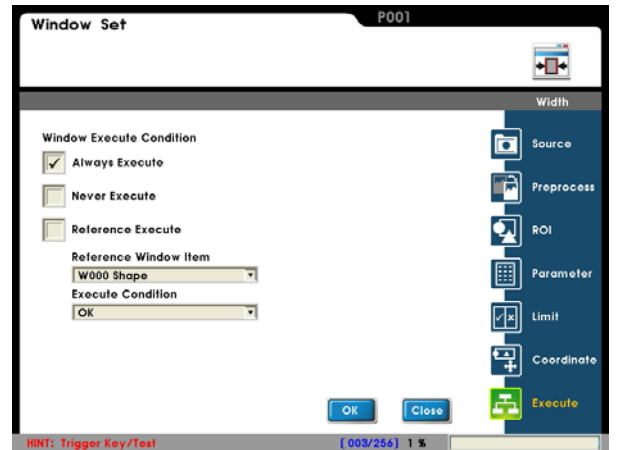 Window Set
P001
Width
Window Execute Condition
Always Execute
Never Execute
Reference Execute
Reference Window Item
W000 Shape
Execute Condition
OK
Source
Preprocess
ROI
Parameter
Limit
Coordinate
Execute
OK
Close
HINT: Trigger Key/Test
[003/256] 1 %